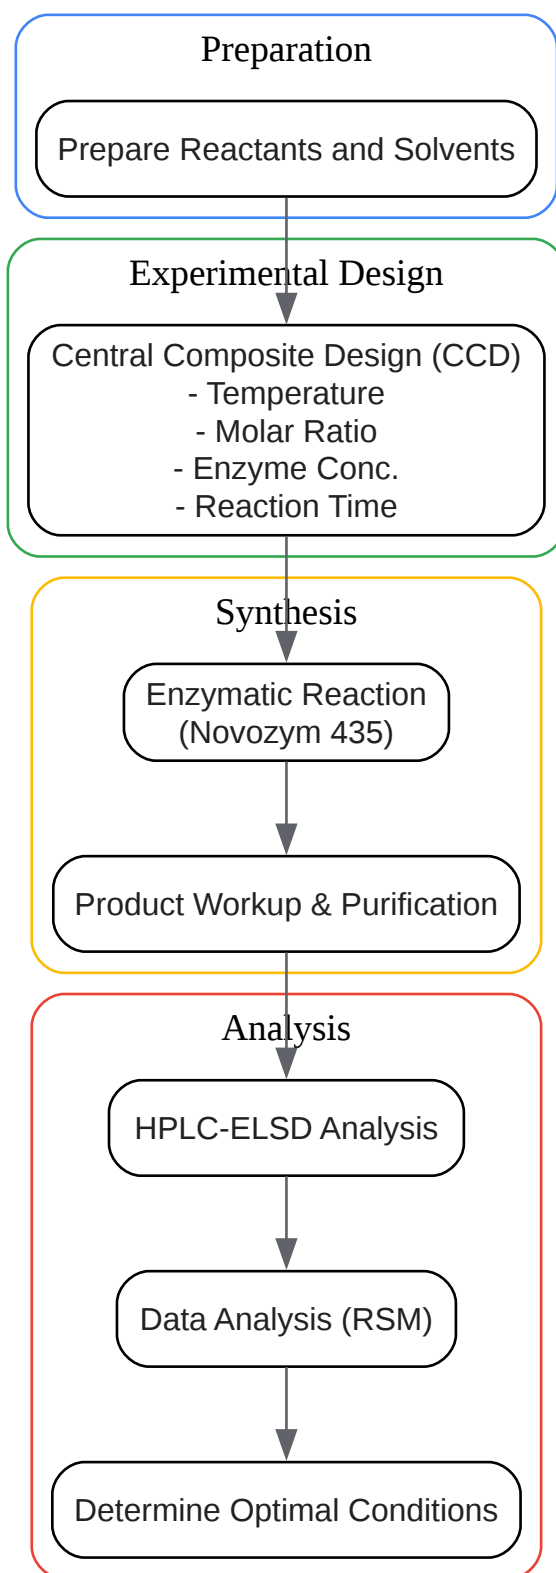 Preparation
Prepare Reactants and Solvents
Experimental Design
Central Composite Design (CCD)
- Temperature
- Molar Ratio
- Enzyme Conc.
- Reaction Time
Synthesis
Enzymatic Reaction
(Novozym 435)
Product Workup & Purification
Analysis
HPLC-ELSD Analysis
Data Analysis (RSM)
Determine Optimal Conditions